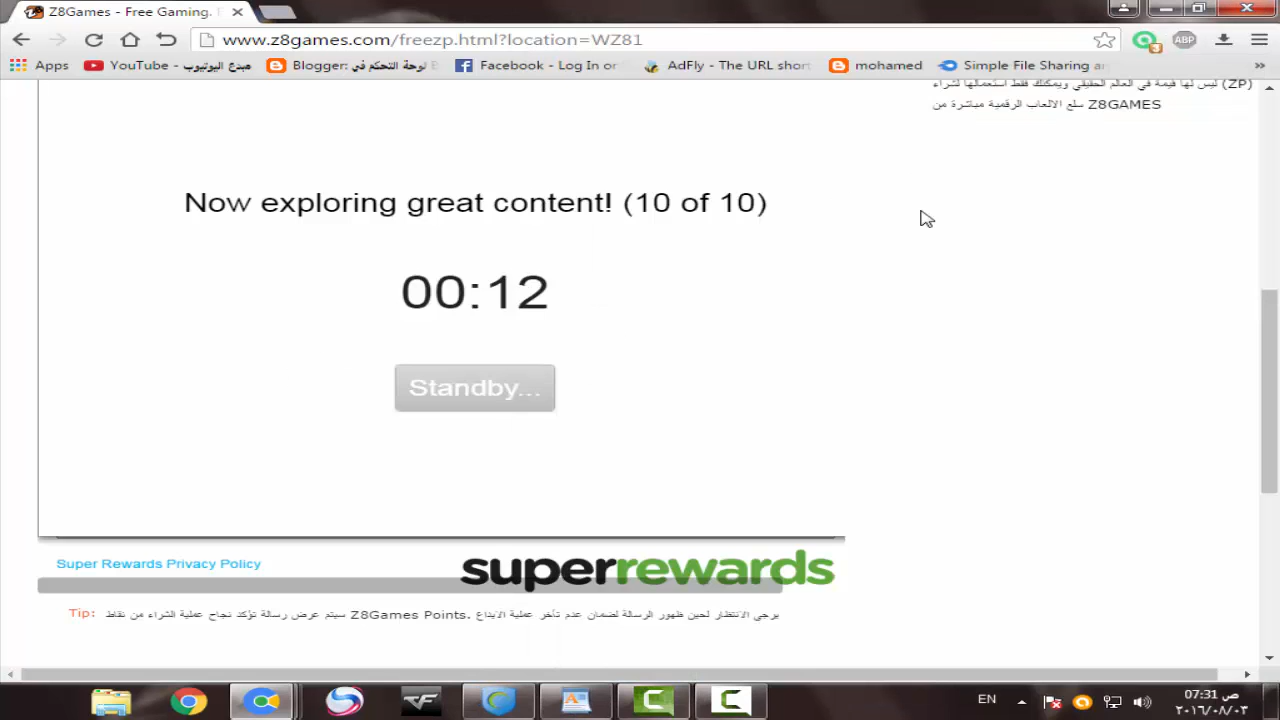 Z8Games - Free Gaming.
www.z8games.com/freezp.html?location=WZ81
Apps YouTube - مبدع اليوتيوب Blogger: لوحة التحكم في Facebook - Log In or AdFly - The URL short mohamed Simple File Sharing »
(ZP) ليس لها قيمة في العالم الحقيقي ويمكنك فقط استعمالها لشراء
سلع الالعاب الرقمية مباشرة من Z8GAMES
Now exploring great content! (10 of 10)
00:12
Standby...
Super Rewards Privacy Policy
superrewards
Tip: يرجى الانتظار لحين ظهور الرسالة لضمان عدم تأخر عملية الايداع .Z8Games Points سيتم عرض رسالة تؤكد نجاح عملية الشراء من نقاط
EN
07:31 ص
٢٠١٦/٠٨/٠٣